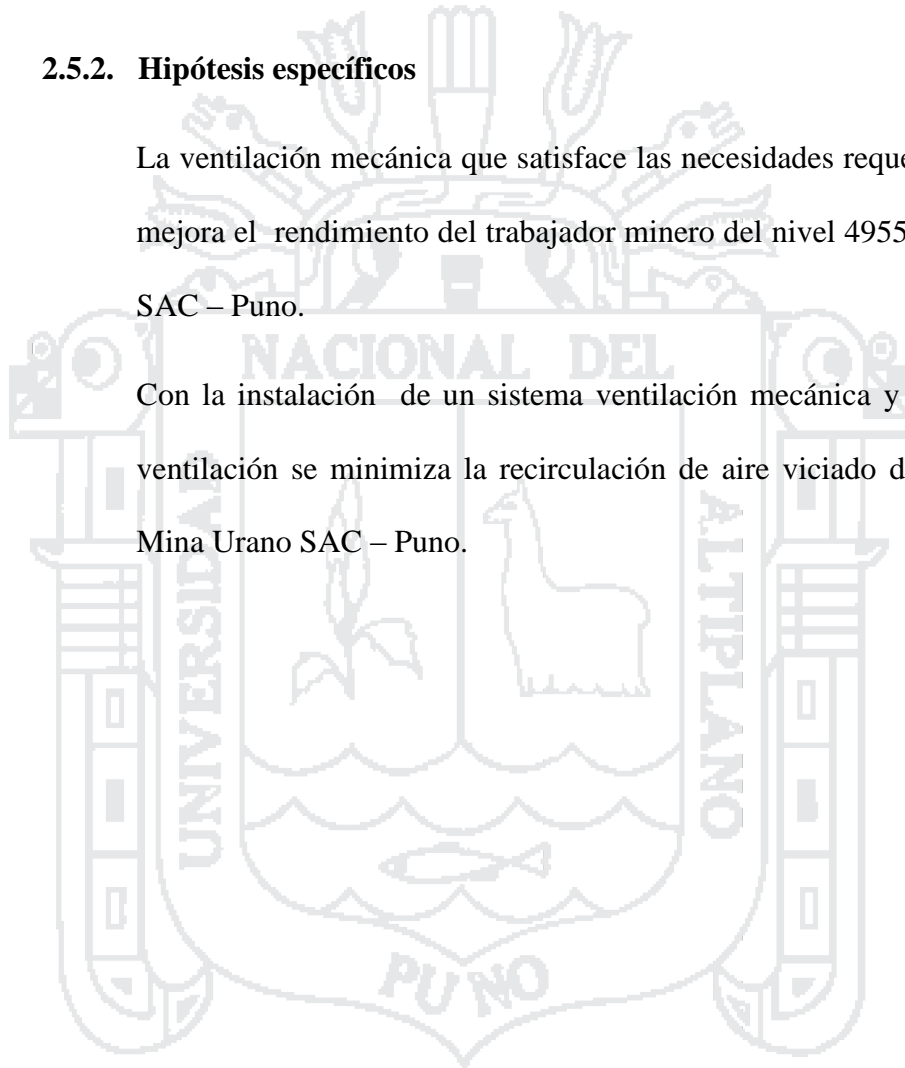 2.5.2. Hipótesis específicos
La ventilación mecánica que satisface las necesidades
mejora el rendimiento del trabajador minero del nivel 4955
SAC – Puno.
NACIONAL DEL
Con la instalación de un sistema ventilación mecánica y
ventilación se minimiza la recirculación de aire viciado
Mina Urano SAC – Puno.
UNIVERSIDAD
ALTIPLANO
PUNO